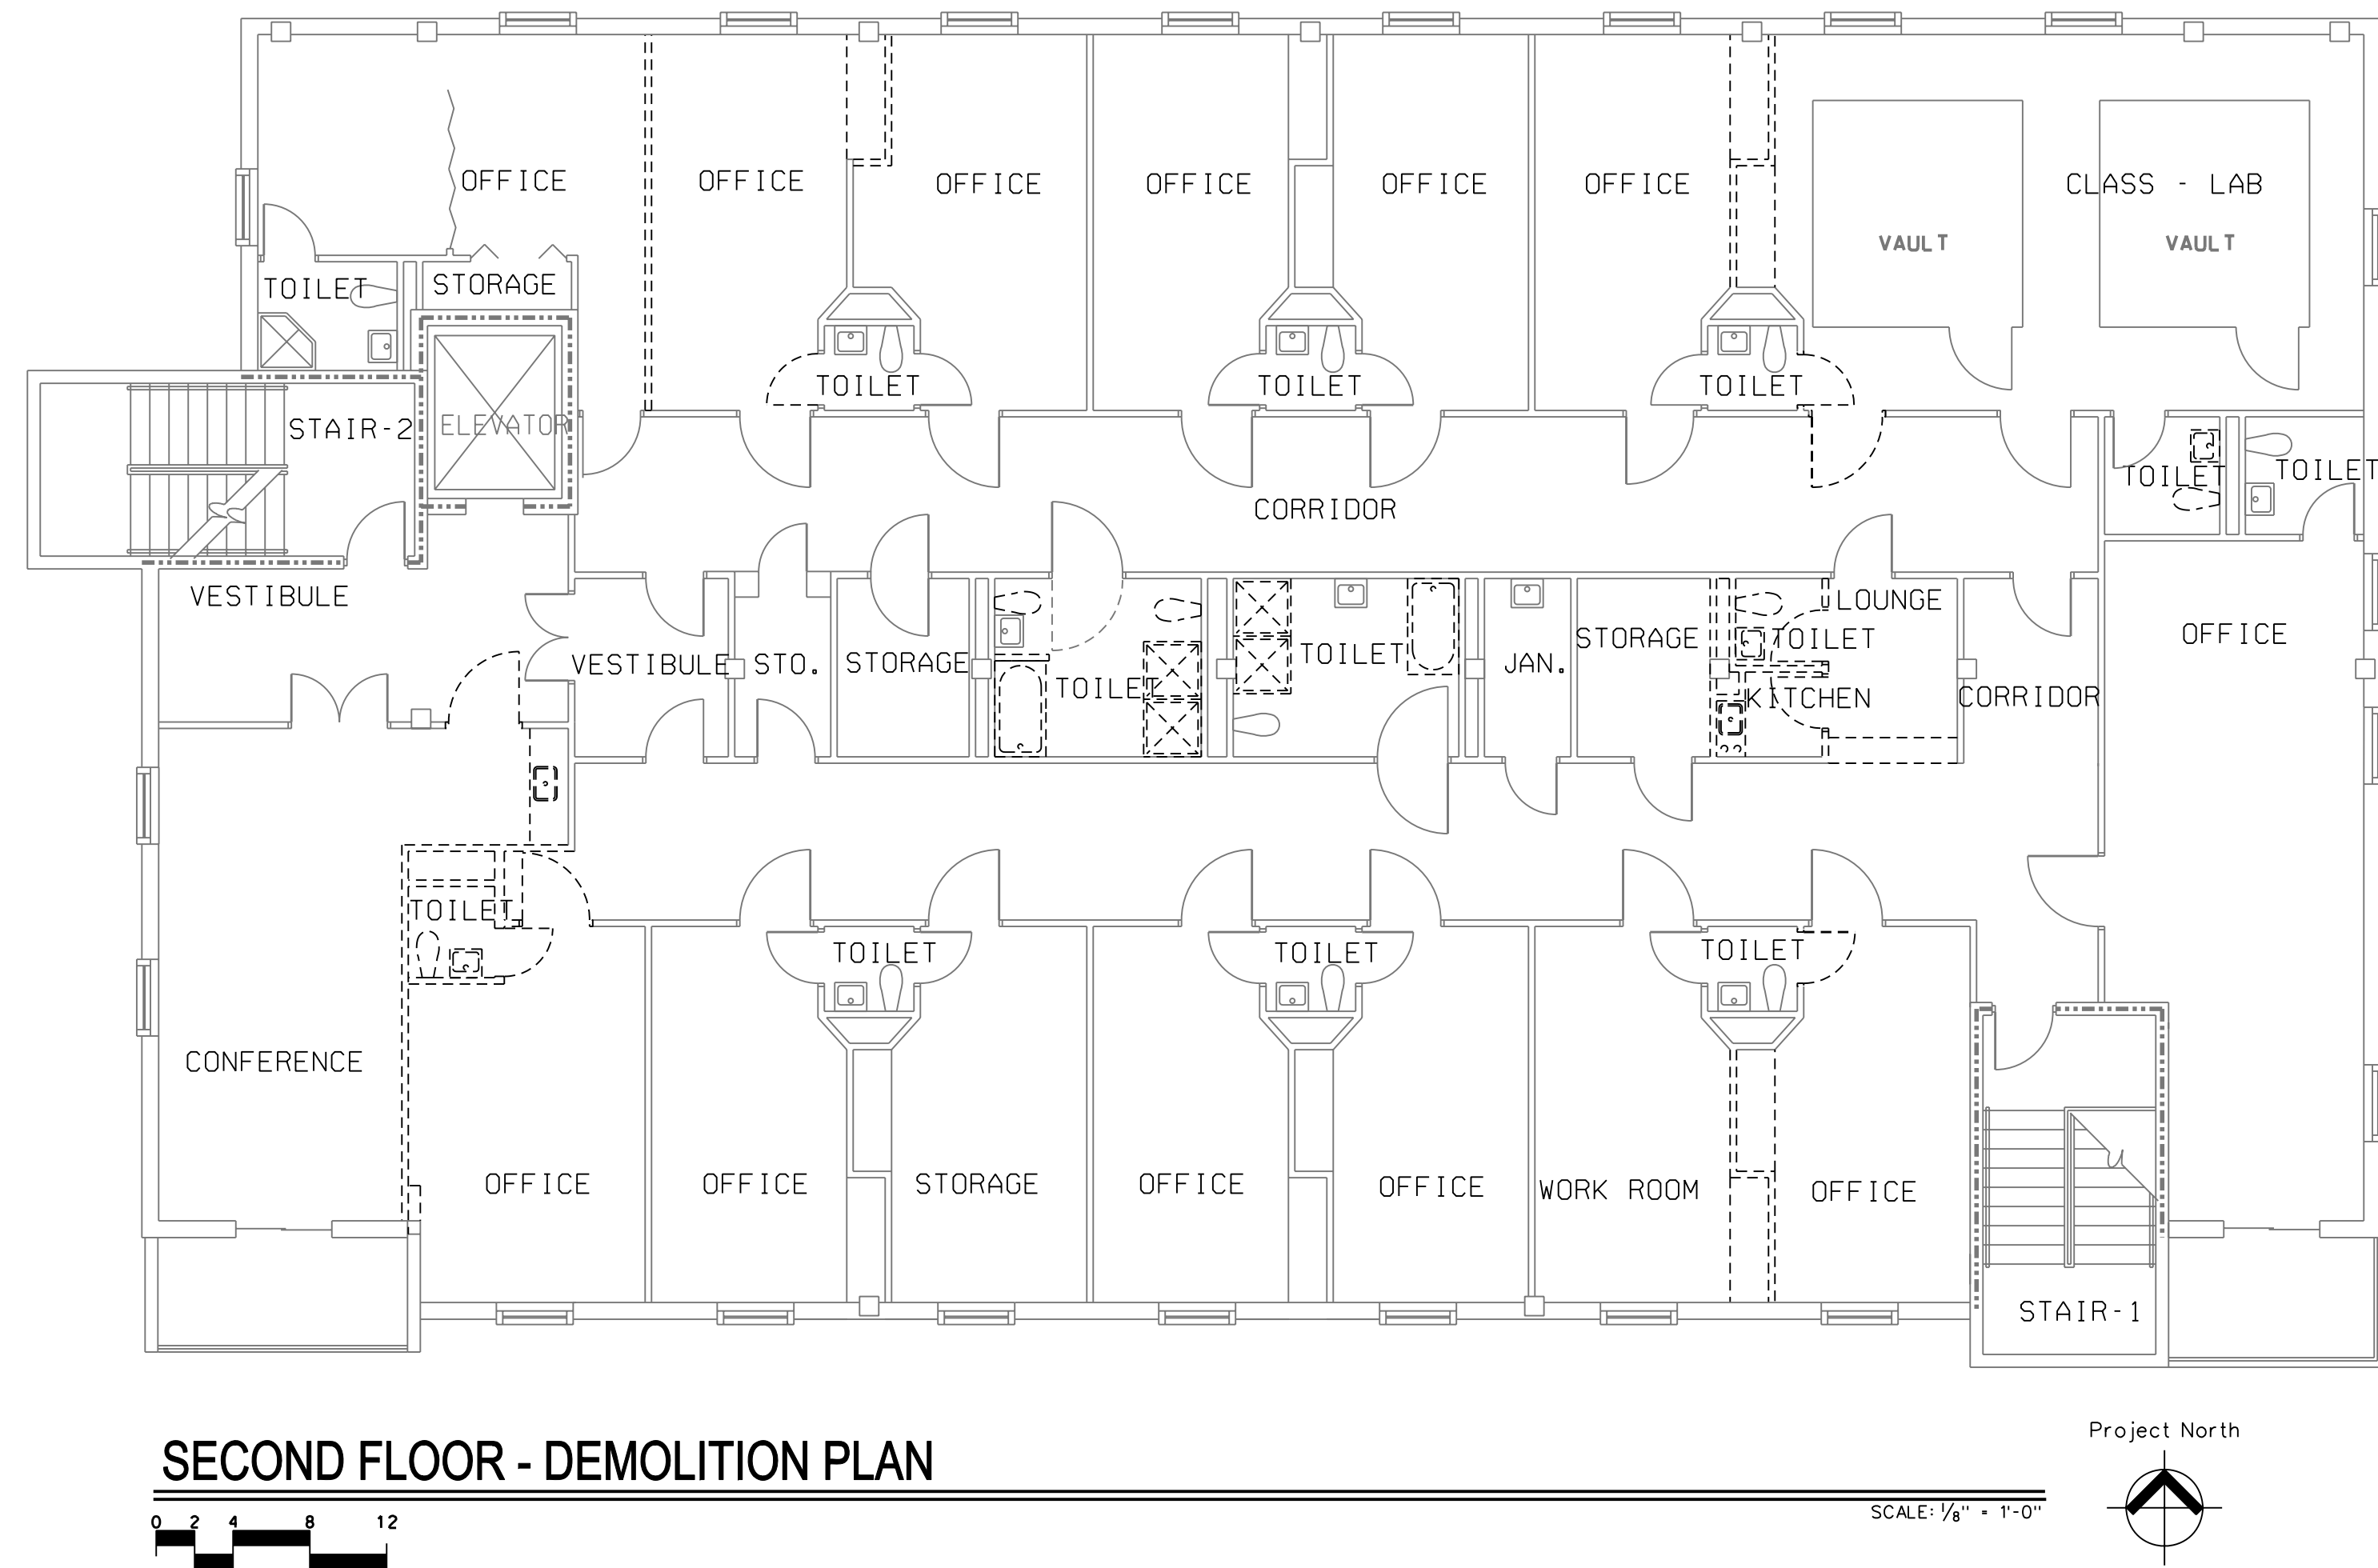 OFFICE
OFFICE
OFFICE
OFFICE
OFFICE
OFFICE
CLASS - LAB
VAULT
VAULT
TOILET
STORAGE
TOILET
TOILET
TOILET
STAIR-2
ELEVATOR
TOILET
TOILET
CORRIDOR
VESTIBULE
LOUNGE
OFFICE
VESTIBULE
STO.
STORAGE
TOILET
TOILET
JAN.
STORAGE
TOILET
KITCHEN
CORRIDOR
TOILET
TOILET
TOILET
TOILET
CONFERENCE
OFFICE
OFFICE
STORAGE
OFFICE
OFFICE
WORK ROOM
OFFICE
STAIR-1
Project North
SECOND FLOOR - DEMOLITION PLAN
SCALE: 1/8" = 1'-0"
0 2 4 8 12